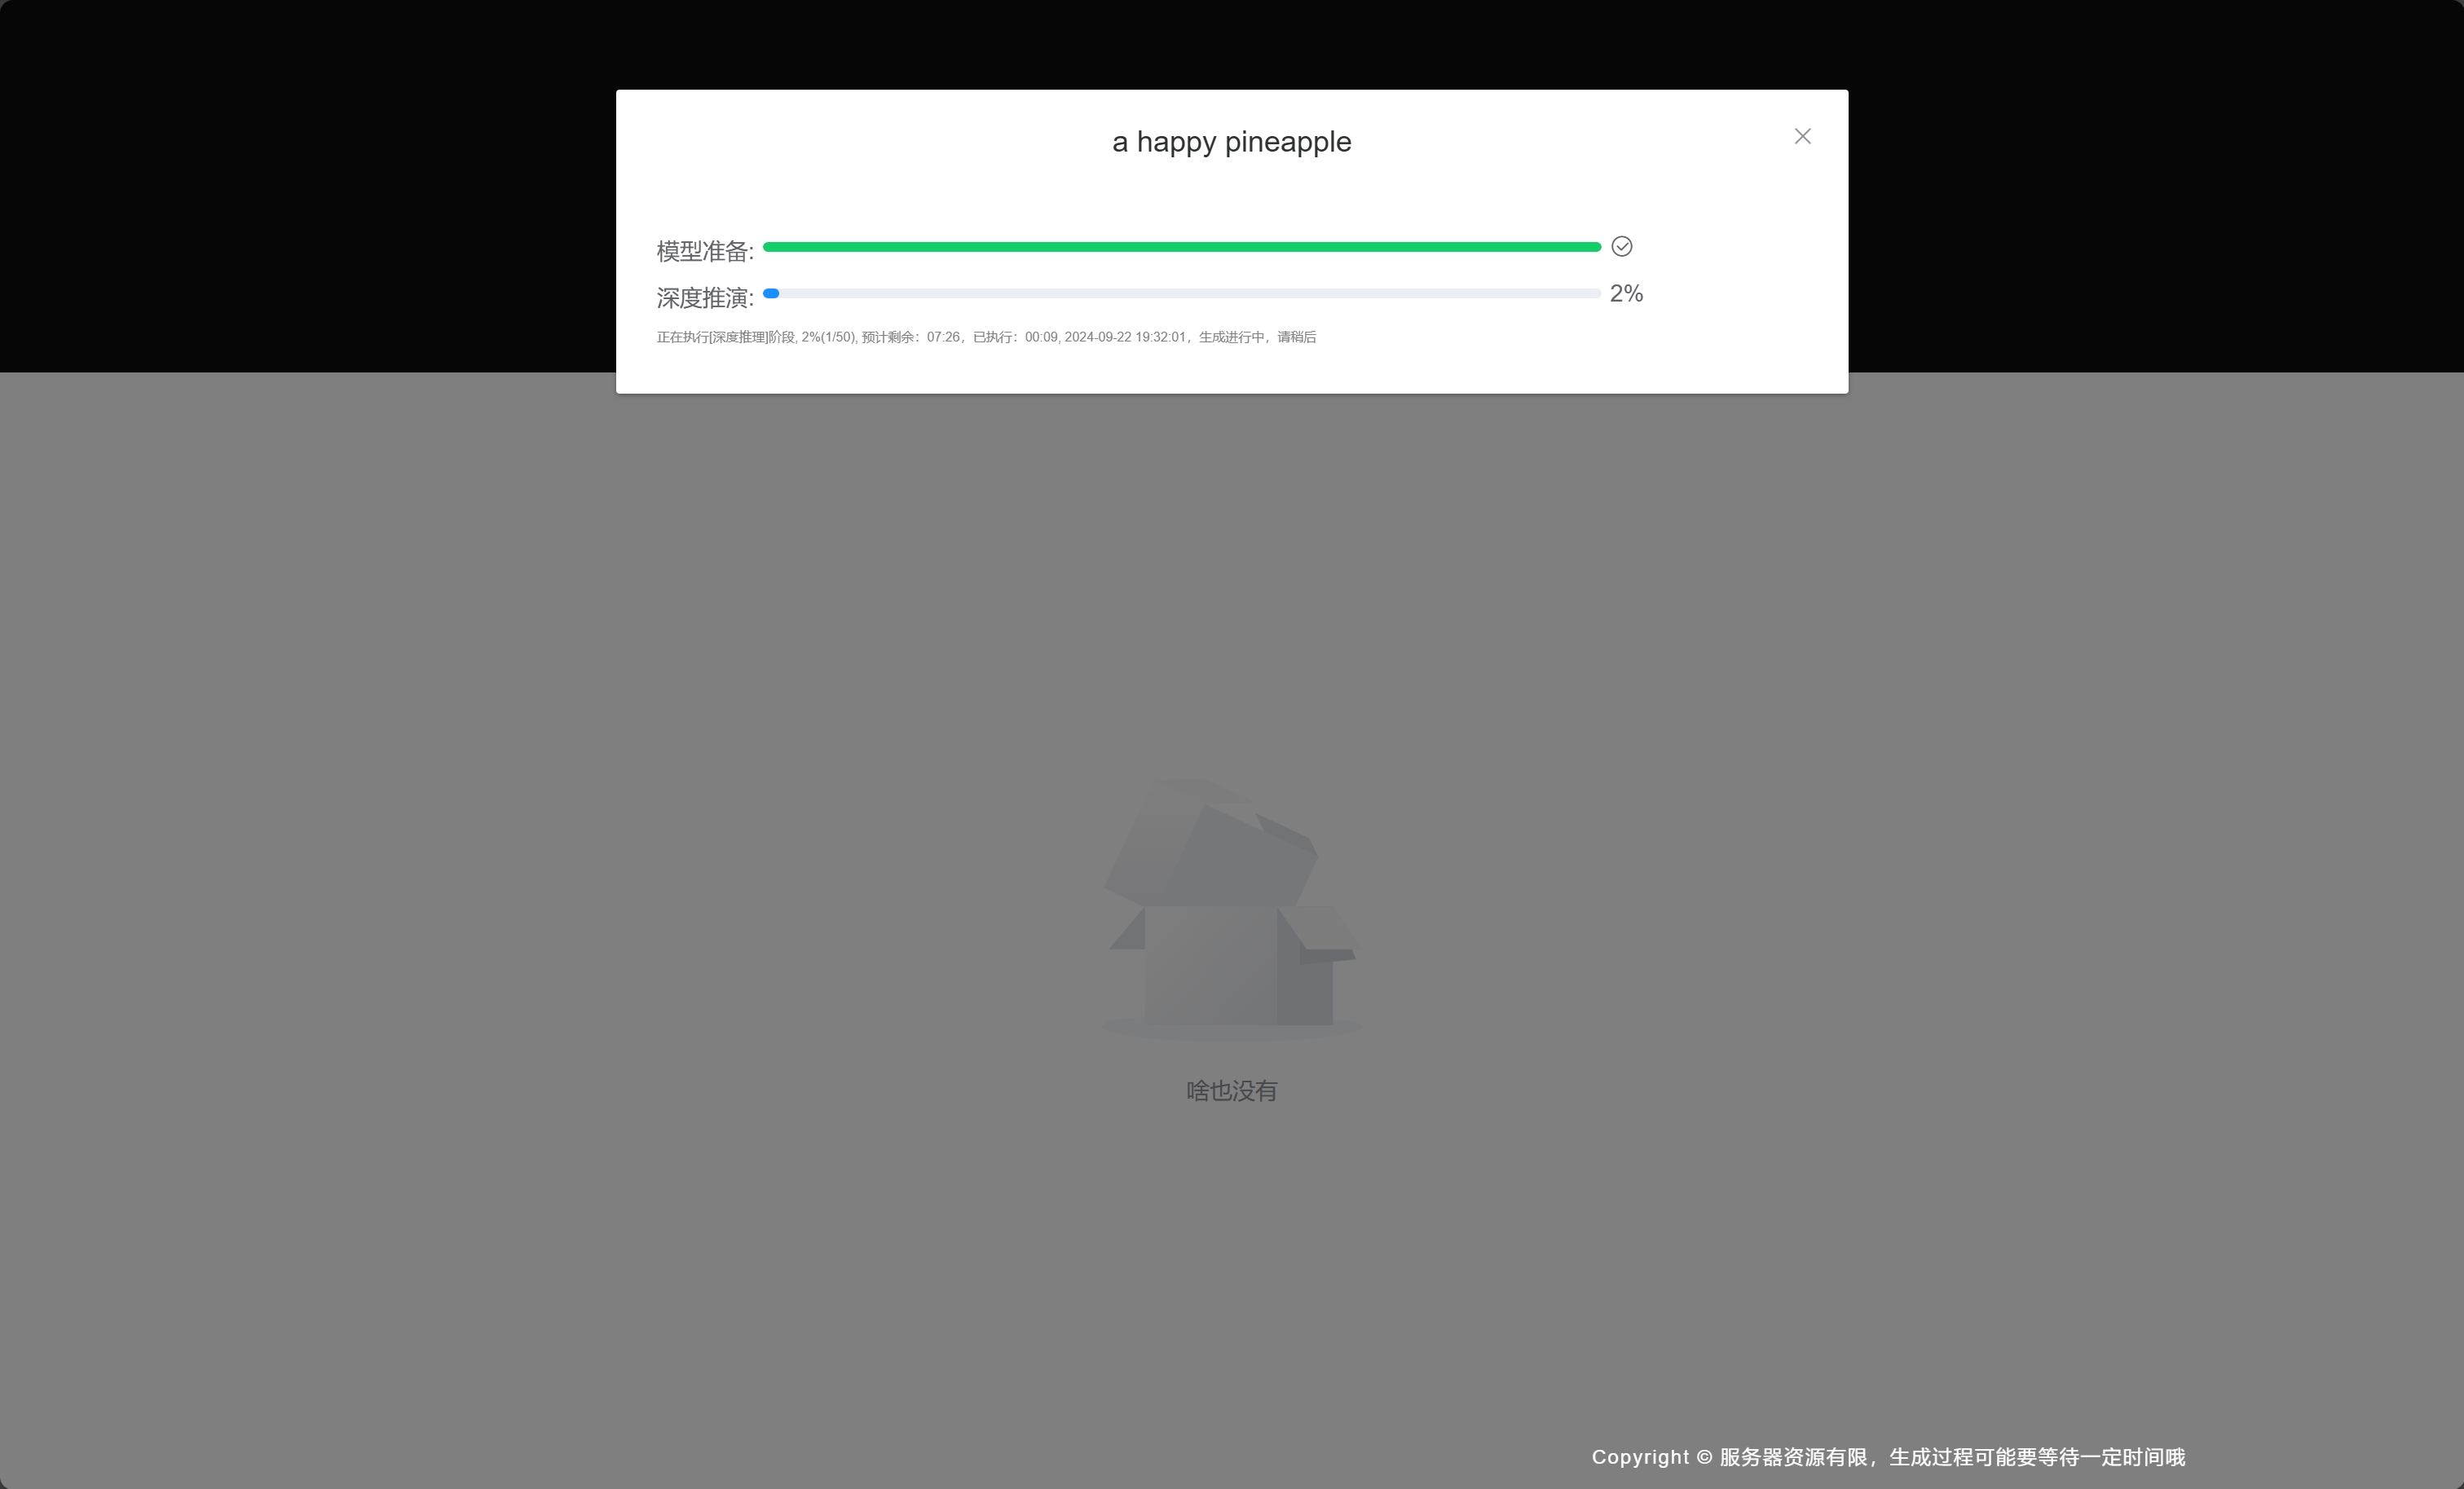 a happy pineapple
模型准备:
深度推演: 2%
正在执行[深度推理]阶段, 2%(1/50), 预计剩余：07:26，已执行：00:09, 2024-09-22 19:32:01，生成进行中，请稍后
啥也没有
Copyright © 服务器资源有限，生成过程可能要等待一定时间哦